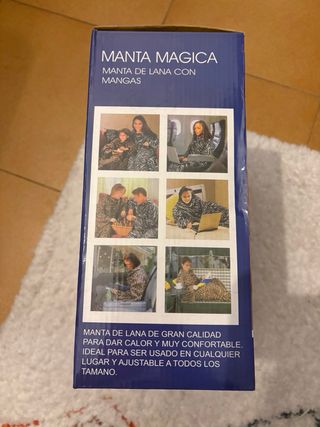 MANTA MAGICA
MANTA DE LANA CON
MANGAS
MANTA DE LANA DE GRAN CALIDAD
PARA DAR CALOR Y MUY CONFORTABLE.
IDEAL PARA SER USADO EN CUALQUIER
LUGAR Y AJUSTABLE A TODOS LOS
TAMANO.